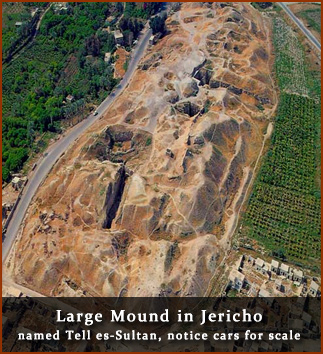 Large Mound in Jericho
named Tell es-Sultan, notice cars for scale